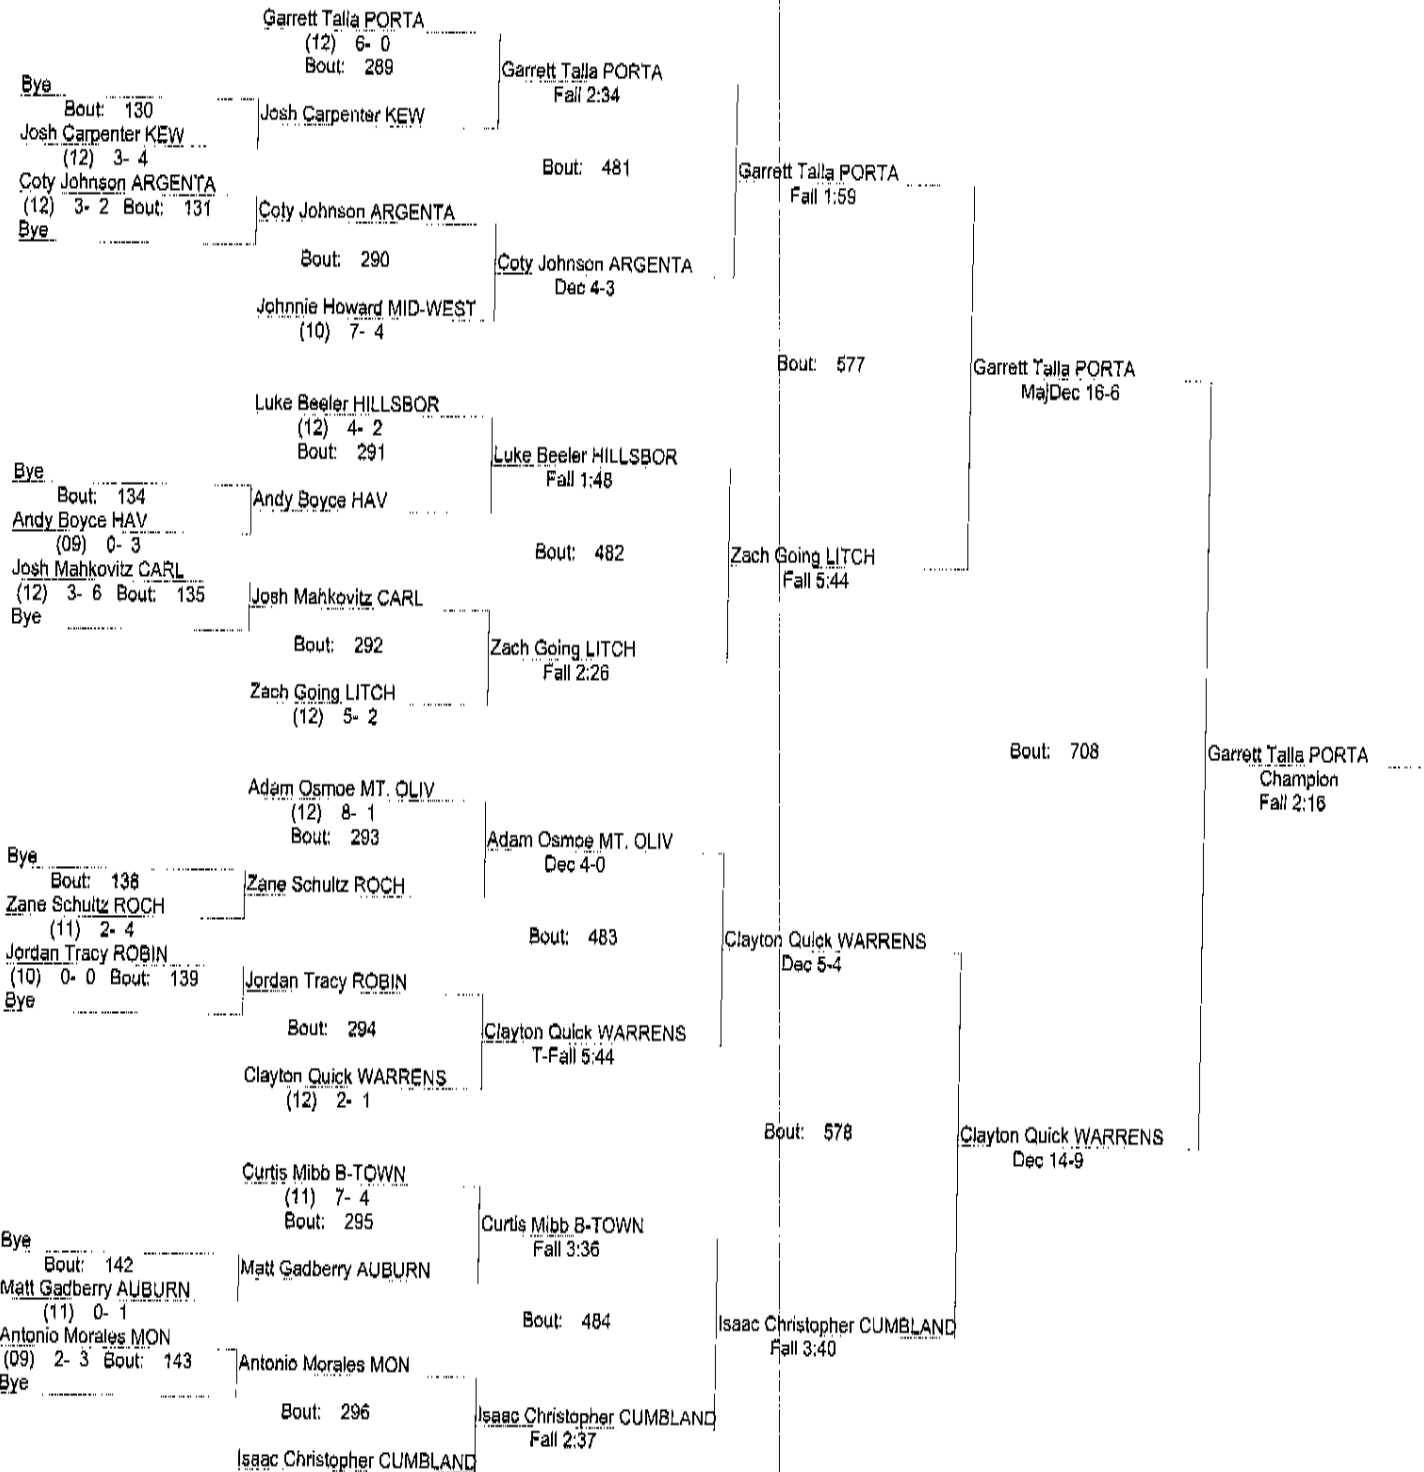 Garrett Talla PORTA
(12) 6- 0
Bout: 289
Garrett Talla PORTA
Fall 2:34
Bye
Bout: 130
Josh Carpenter KEW
Josh Carpenter KEW
(12) 3- 4
Bout: 481
Garrett Talla PORTA
Fall 1:59
Coty Johnson ARGENTA
(12) 3- 2 Bout: 131
Coty Johnson ARGENTA
Bye
Bout: 290
Coty Johnson ARGENTA
Dec 4-3
Johnnie Howard MID-WEST
(10) 7- 4
Bout: 577
Garrett Talla PORTA
MajDec 16-6
Luke Beeler HILLSBOR
(12) 4- 2
Bout: 291
Luke Beeler HILLSBOR
Fall 1:48
Bye
Bout: 134
Andy Boyce HAV
Andy Boyce HAV
(09) 0- 3
Bout: 482
Zach Going LITCH
Fall 5:44
Josh Mahkovitz CARL
(12) 3- 6 Bout: 135
Josh Mahkovitz CARL
Bye
Bout: 292
Zach Going LITCH
Fall 2:26
Zach Going LITCH
(12) 5- 2
Bout: 708
Garrett Talla PORTA
Champion
Fall 2:16
Adam Osmoe MT. OLIV
(12) 8- 1
Bout: 293
Adam Osmoe MT. OLIV
Dec 4-0
Bye
Bout: 138
Zane Schultz ROCH
Zane Schultz ROCH
(11) 2- 4
Bout: 483
Clayton Quick WARRENS
Dec 5-4
Jordan Tracy ROBIN
(10) 0- 0 Bout: 139
Jordan Tracy ROBIN
Bye
Bout: 294
Clayton Quick WARRENS
T-Fall 5:44
Clayton Quick WARRENS
(12) 2- 1
Bout: 578
Clayton Quick WARRENS
Dec 14-9
Curtis Mibb B-TOWN
(11) 7- 4
Bout: 295
Curtis Mibb B-TOWN
Fall 3:36
Bye
Bout: 142
Matt Gadberry AUBURN
Matt Gadberry AUBURN
(11) 0- 1
Bout: 484
Isaac Christopher CUMBLAND
Fall 3:40
Antonio Morales MON
(09) 2- 3 Bout: 143
Antonio Morales MON
Bye
Bout: 296
Isaac Christopher CUMBLAND
Fall 2:37
Isaac Christopher CUMBLAND